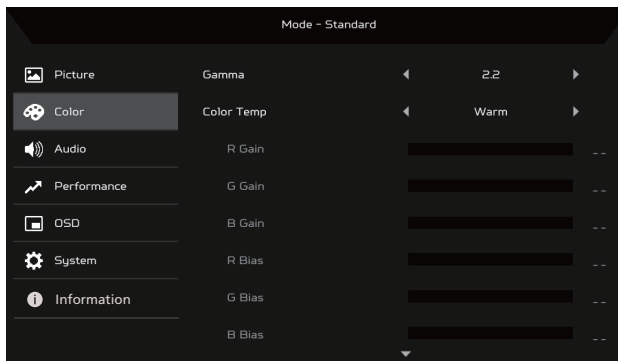 Mode - Standard
Picture
Gamma 2.2
Color
Color Temp Warm
Audio
R Gain --
Performance
G Gain --
OSD
B Gain --
System
R Bias --
Information
G Bias --
B Bias --